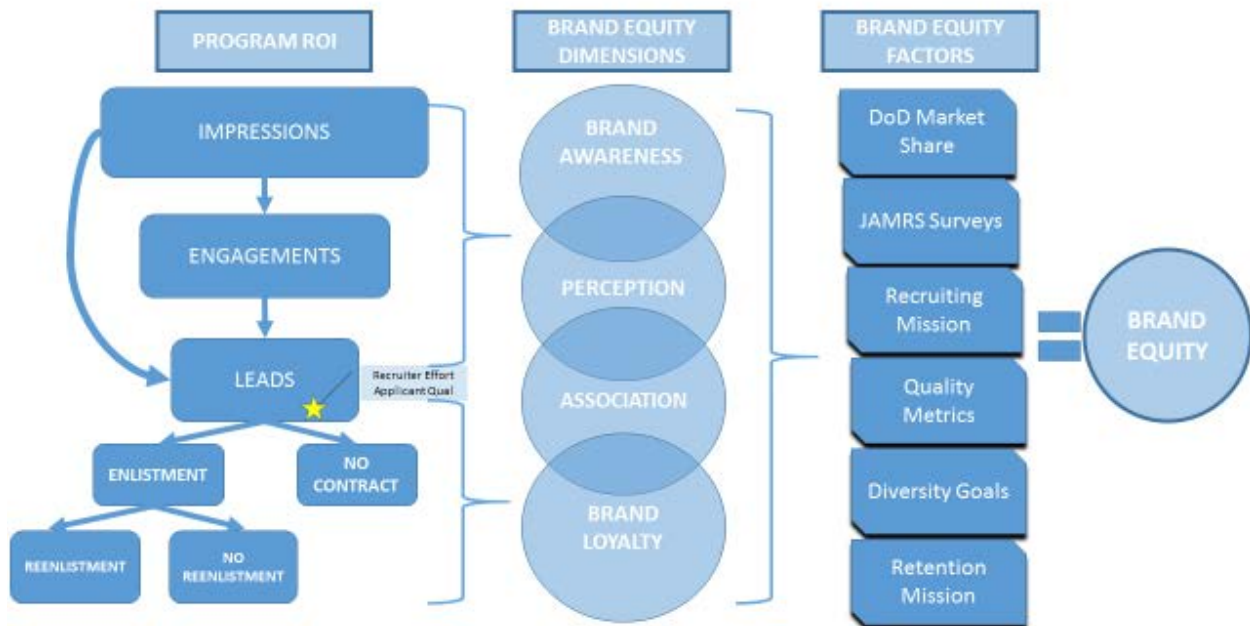 PROGRAM ROI
BRAND EQUITY
DIMENSIONS
BRAND EQUITY
FACTORS
IMPRESSIONS
ENGAGEMENTS
LEADS
Recruiter Effort
Applicant Qual
ENLISTMENT
NO
CONTRACT
REENLISTMENT
NO
REENLISTMENT
BRAND
AWARENESS
PERCEPTION
ASSOCIATION
BRAND
LOYALTY
DoD Market
Share
JAMRS Surveys
Recruiting
Mission
Quality
Metrics
Diversity Goals
Retention
Mission
BRAND
EQUITY